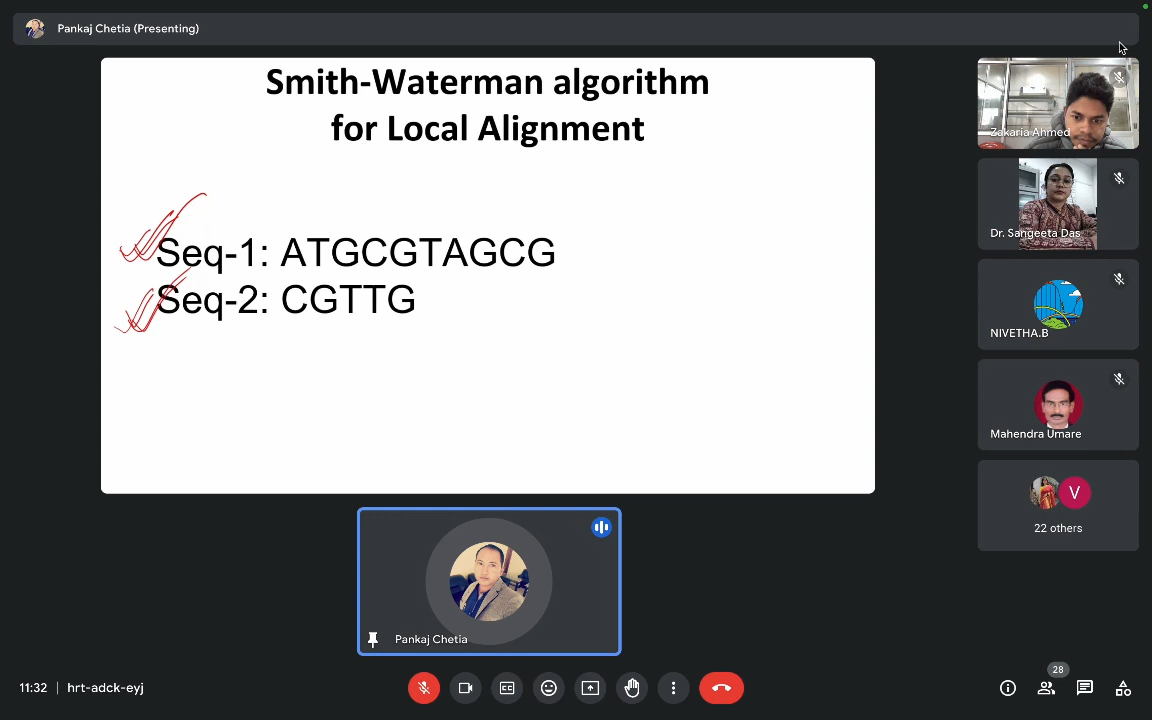 Pankaj Chetia (Presenting)
Smith-Waterman algorithm
for Local Alignment
Seq-1: ATGCGTAGCG
Seq-2: CGTTG
Zakaria Ahmed
Dr. Sangeeta Das
NIVETHA.B
Mahendra Umare
V
22 others
Pankaj Chetia
11:32 | hrt-adck-eyj
CC
28